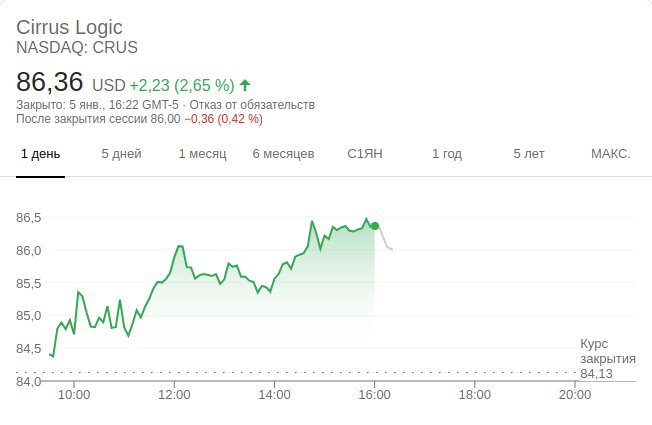 Cirrus Logic
NASDAQ: CRUS
86,36 USD +2,23 (2,65 %)
Закрыто: 5 янв., 16:22 GMT-5 · Отказ от обязательств
После закрытия сессии 86,00 −0,36 (0,42 %)
1 день 5 дней 1 месяц 6 месяцев С1ЯН 1 год 5 лет МАКС.
86,5
86,0
85,5
85,0
84,5
84,0
Курс
закрытия
84,13
10:00 12:00 14:00 16:00 18:00 20:00